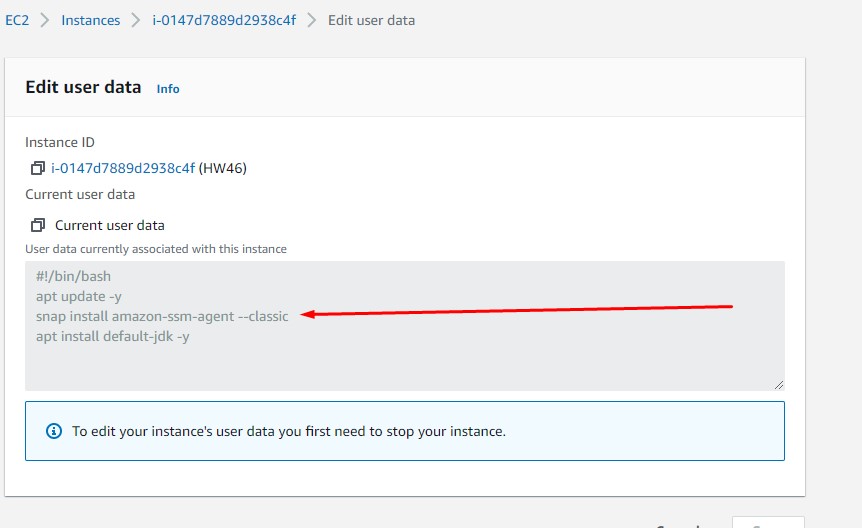 EC2 > Instances > i-0147d7889d2938c4f > Edit user data
Edit user data Info
Instance ID
i-0147d7889d2938c4f (HW46)
Current user data
Current user data
User data currently associated with this instance
#!/bin/bash
apt update -y
snap install amazon-ssm-agent --classic
apt install default-jdk -y
To edit your instance's user data you first need to stop your instance.